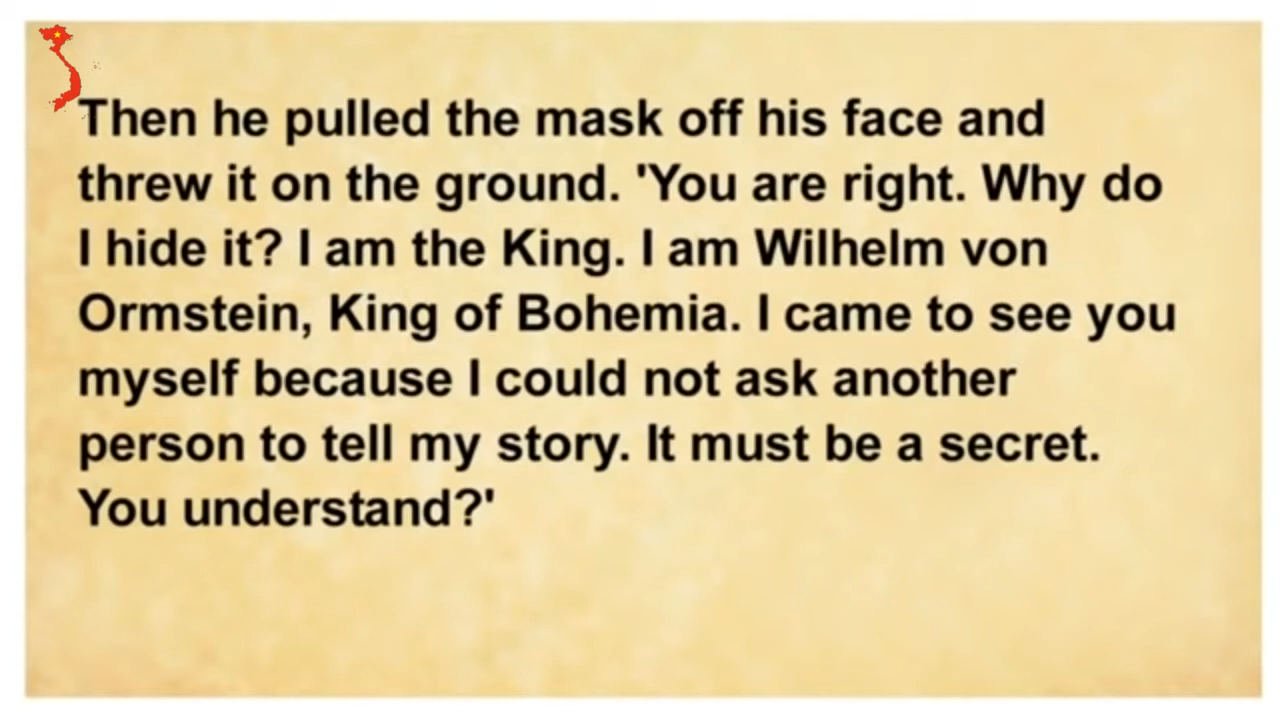 Then he pulled the mask off his face and
threw it on the ground. 'You are right. Why do
I hide it? I am the King. I am Wilhelm von
Ormstein, King of Bohemia. I came to see you
myself because I could not ask another
person to tell my story. It must be a secret.
You understand?'